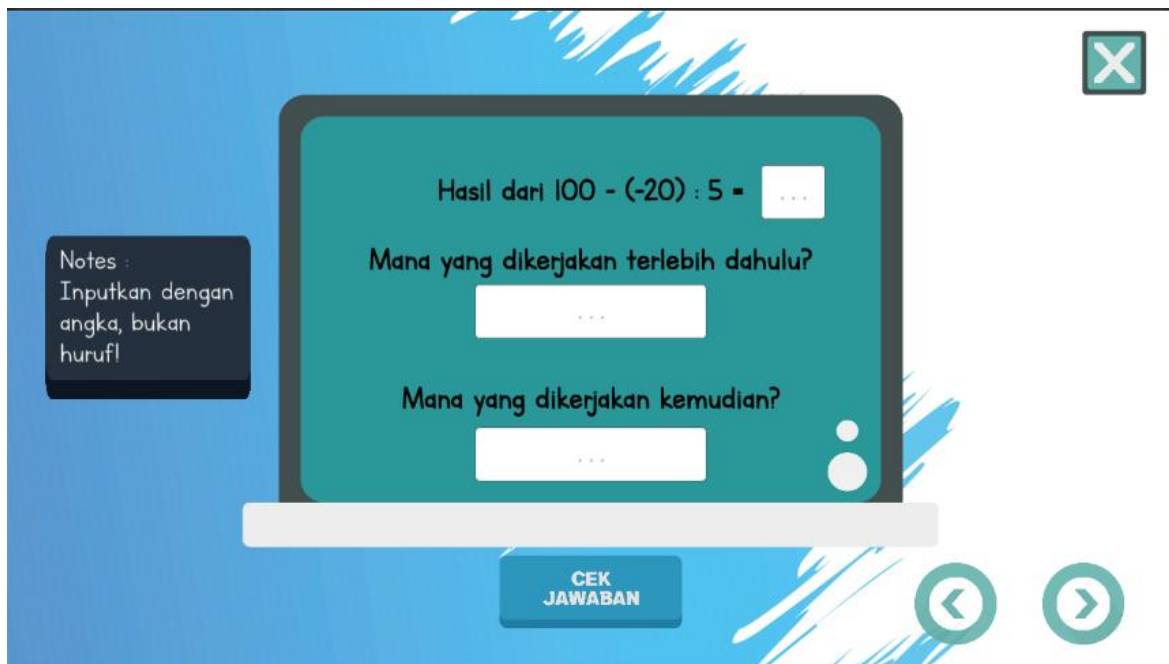 Hasil dari 100 - (-20) : 5 = ...
Mana yang dikerjakan terlebih dahulu?
...
Notes :
Inputkan dengan
angka, bukan
huruf!
Mana yang dikerjakan kemudian?
...
CEK
JAWABAN